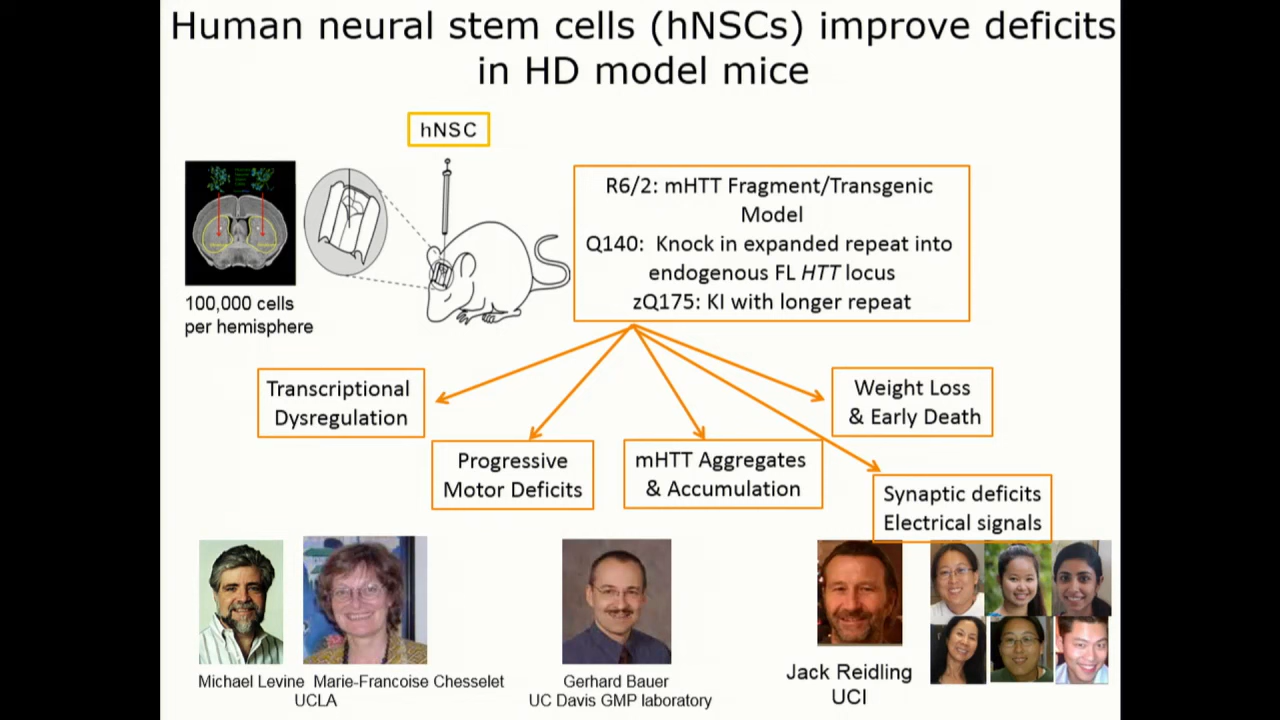 Human neural stem cells (hNSCs) improve deficits
in HD model mice
hNSC
100,000 cells
per hemisphere
R6/2: mHTT Fragment/Transgenic
Model
Q140: Knock in expanded repeat into
endogenous FL HTT locus
zQ175: KI with longer repeat
Transcriptional
Dysregulation
Progressive
Motor Deficits
mHTT Aggregates
& Accumulation
Weight Loss
& Early Death
Synaptic deficits
Electrical signals
Michael Levine Marie-Francoise Chesselet
UCLA
Gerhard Bauer
UC Davis GMP laboratory
Jack Reidling
UCI